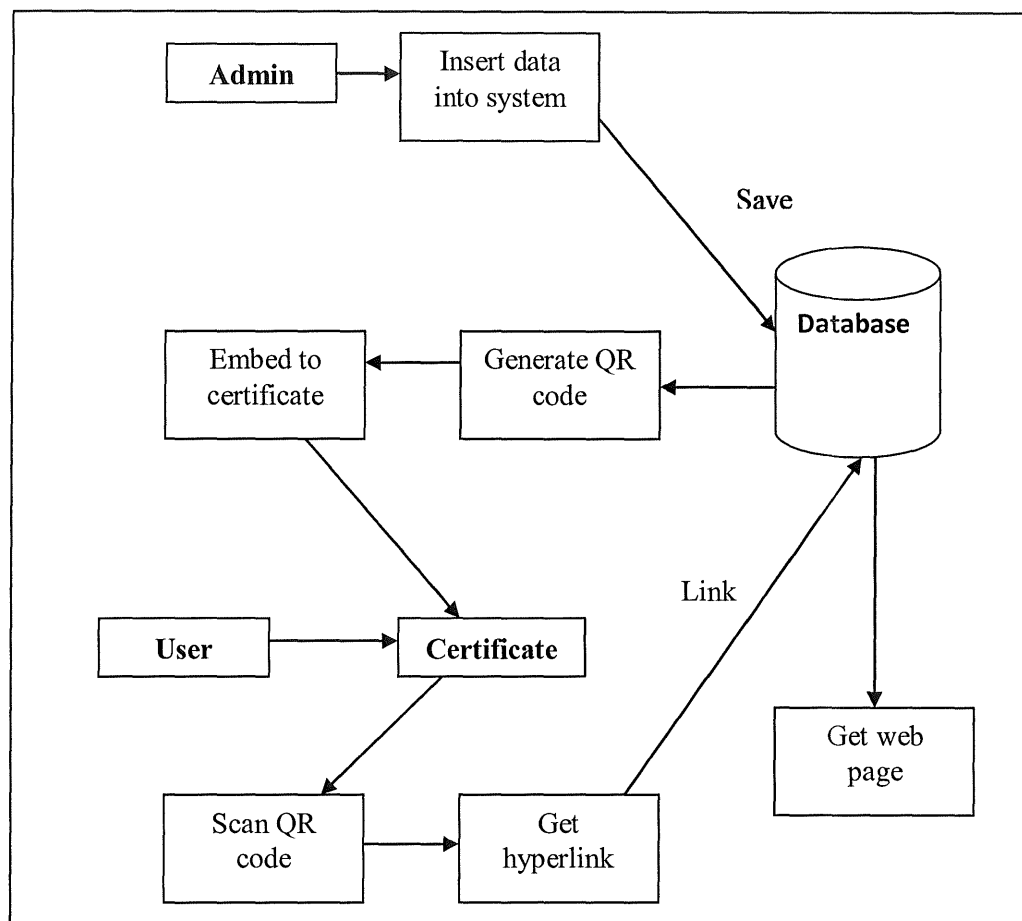 Admin
Insert data
into system
Save
Database
Embed to
certificate
Generate QR
code
Link
User
Certificate
Get web
page
Scan QR
code
Get
hyperlink